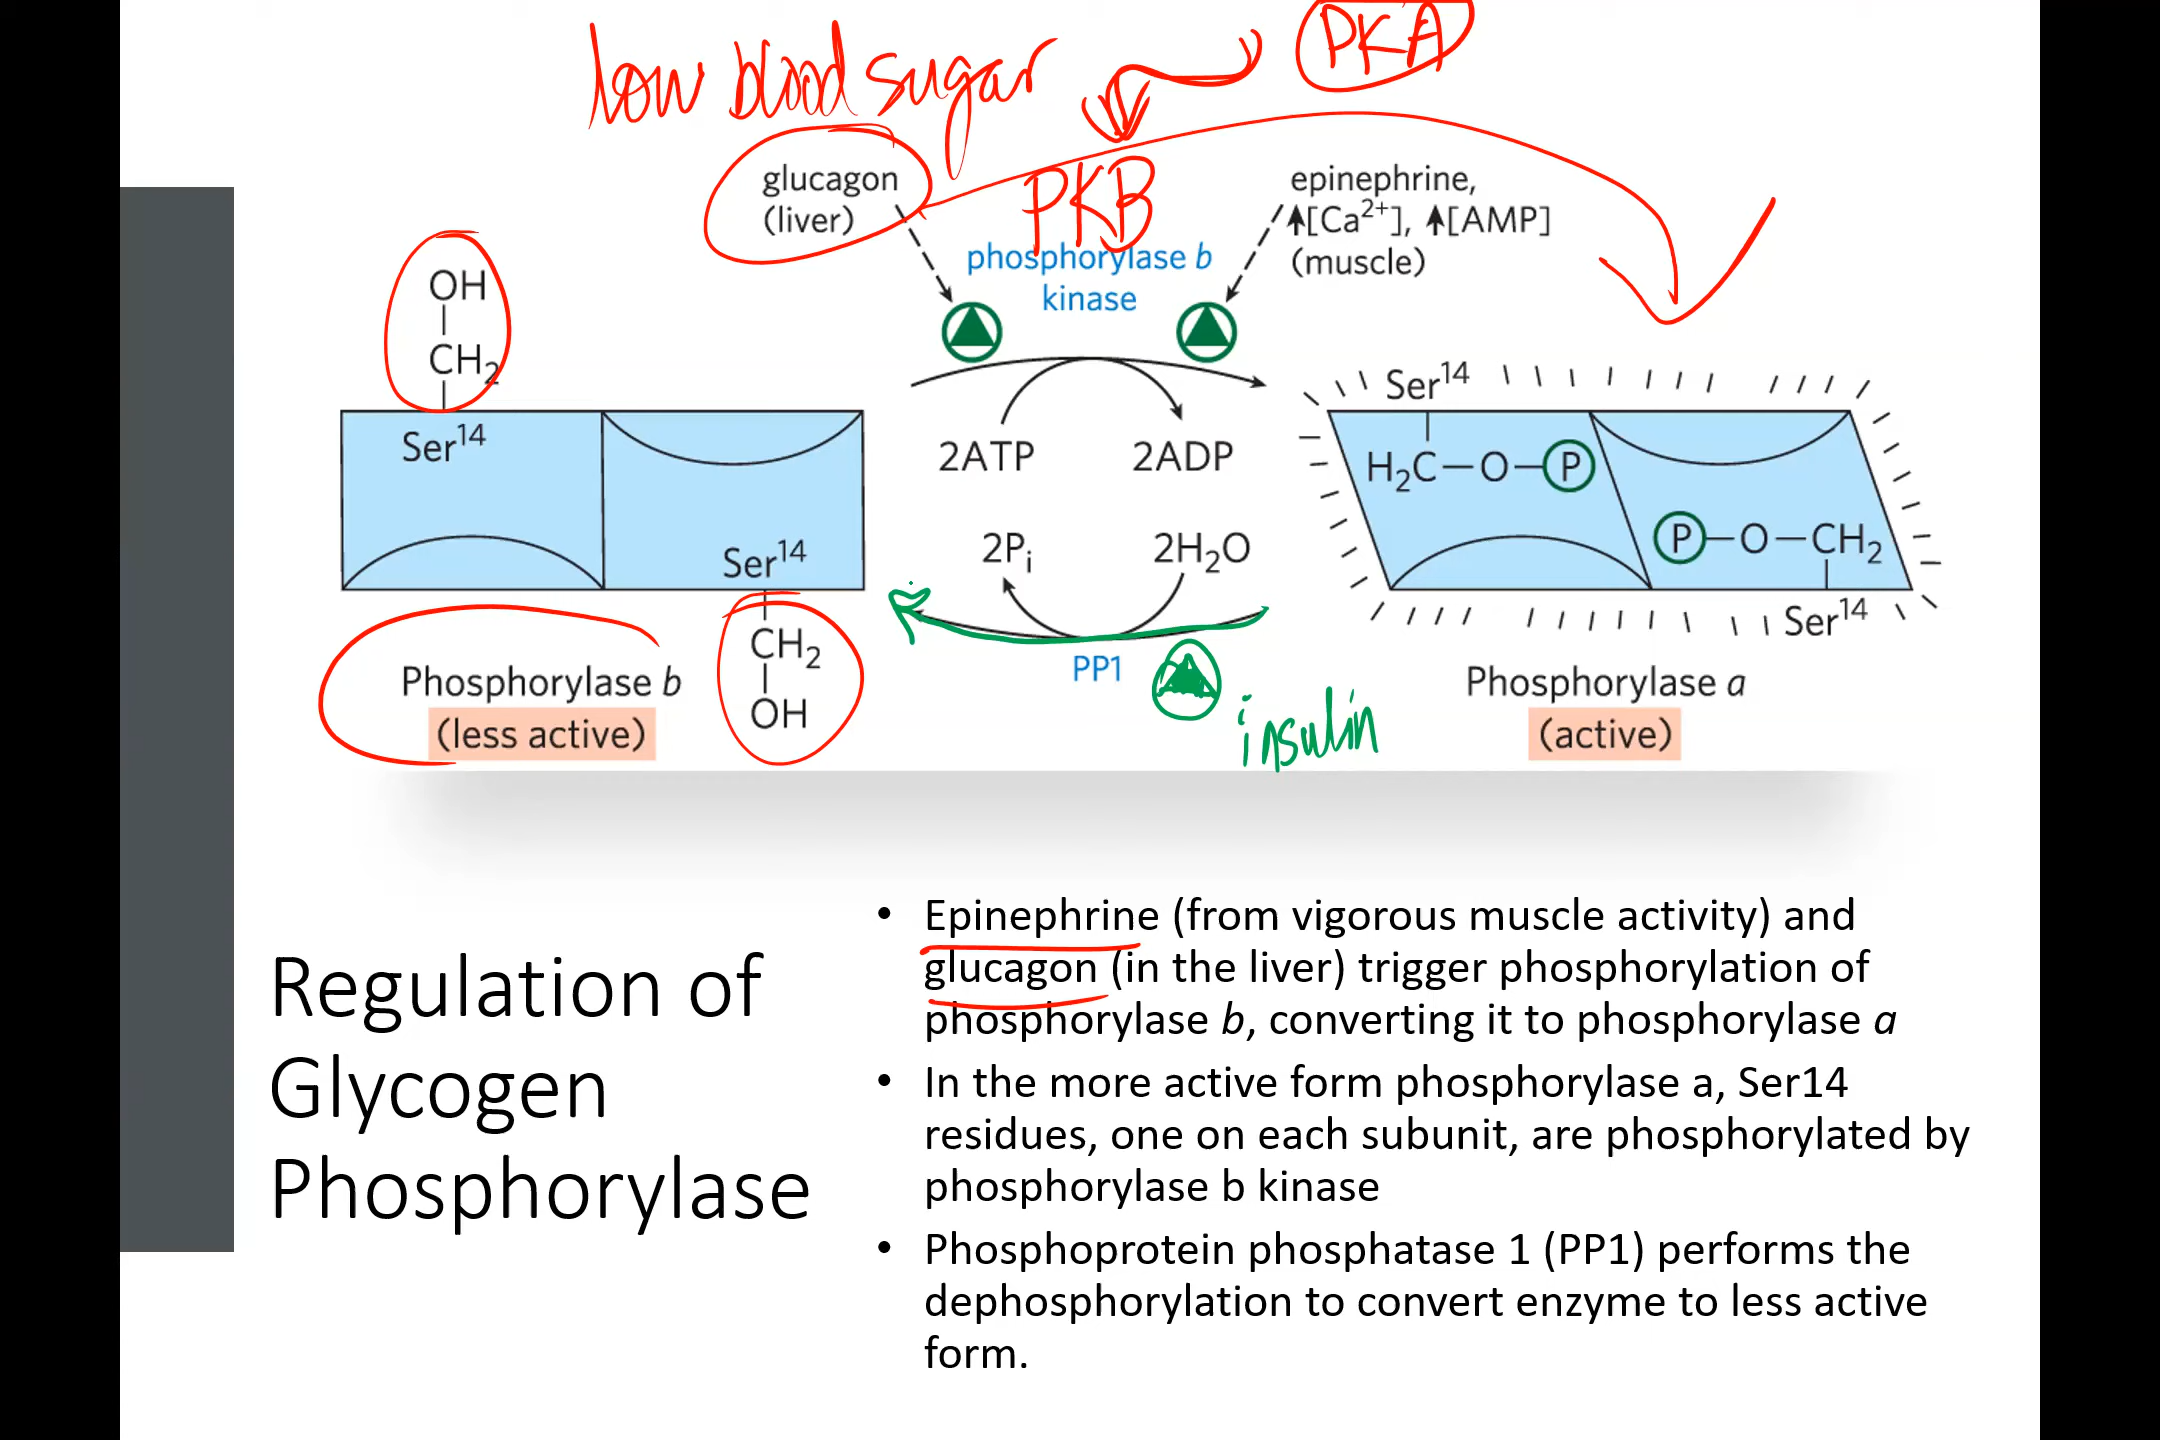 low blood sugar
PKA
PKB
glucagon
(liver)
phosphorylase b
kinase
epinephrine,
⬆[Ca²⁺], ⬆[AMP]
(muscle)
OH
CH₂
Ser¹⁴
Ser¹⁴
CH₂
OH
Phosphorylase b
(less active)
2ATP
2ADP
2Pᵢ
2H₂O
PP1
insulin
Ser¹⁴
H₂C—O—P
P—O—CH₂
Ser¹⁴
Phosphorylase a
(active)
Regulation of
Glycogen
Phosphorylase
• Epinephrine (from vigorous muscle activity) and
glucagon (in the liver) trigger phosphorylation of
phosphorylase b, converting it to phosphorylase a
• In the more active form phosphorylase a, Ser14
residues, one on each subunit, are phosphorylated by
phosphorylase b kinase
• Phosphoprotein phosphatase 1 (PP1) performs the
dephosphorylation to convert enzyme to less active
form.